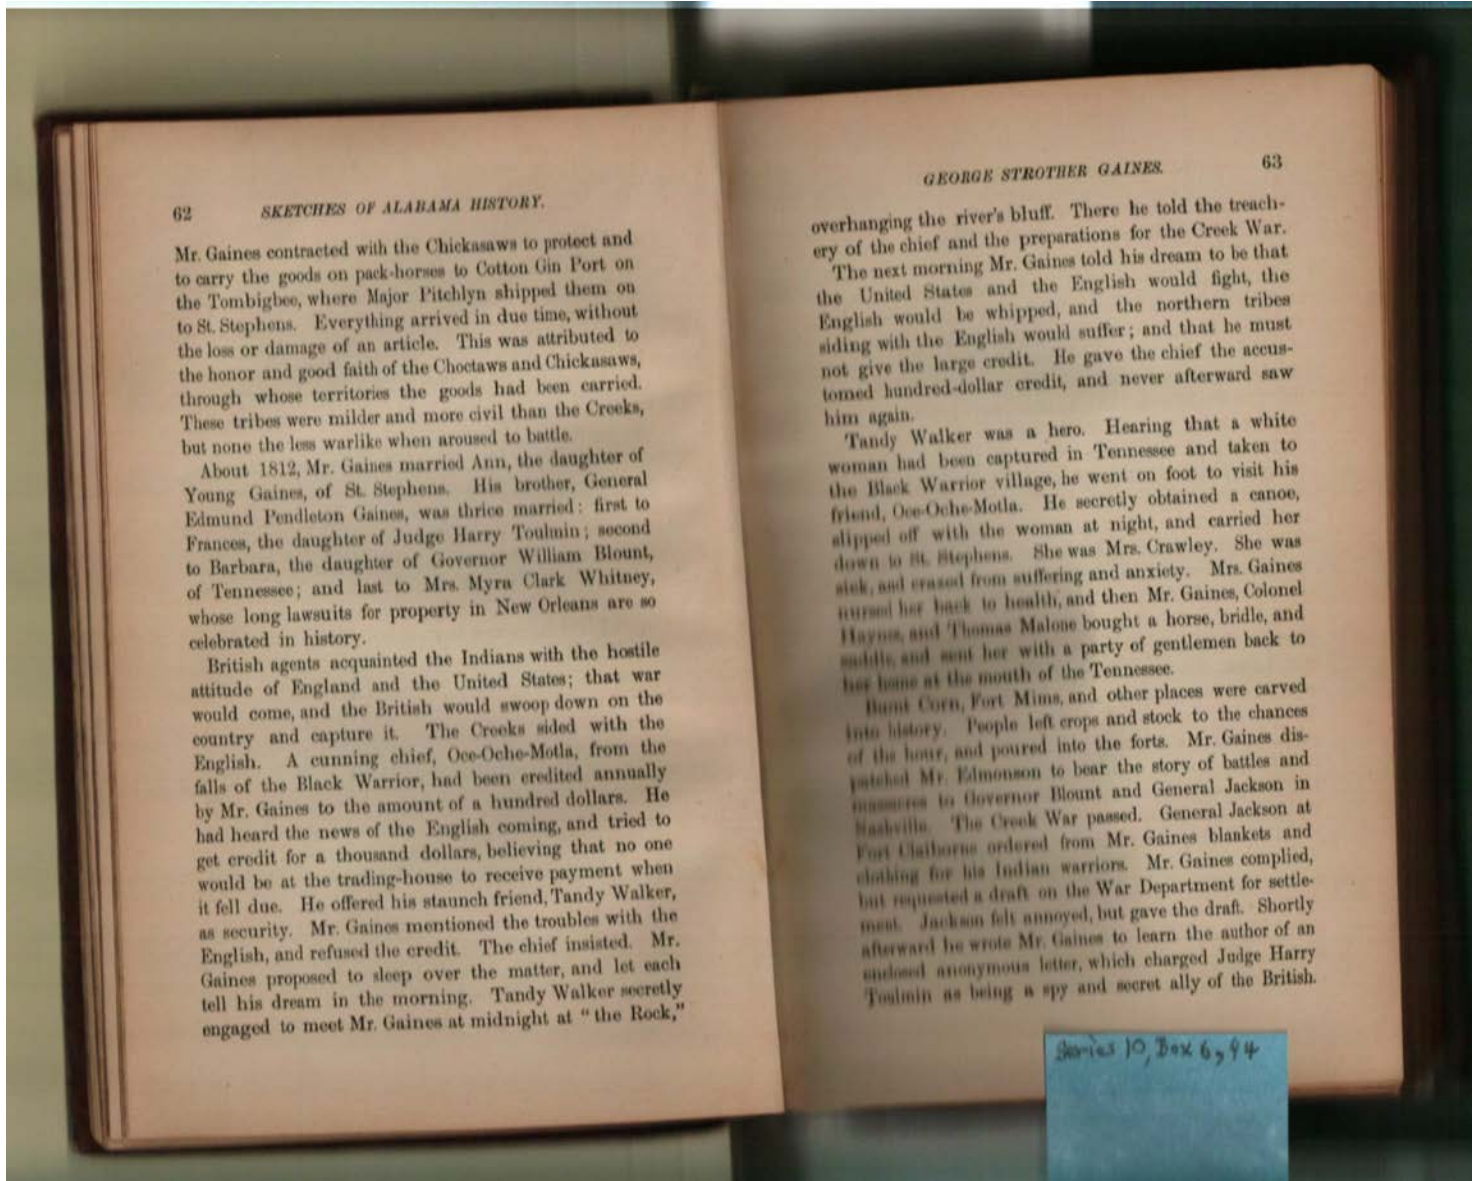 62 SKETCHES OF ALABAMA HISTORY.
Mr. Gaines contracted with the Chickasaws to protect and
to carry the goods on pack-horses to Cotton Gin Port on
the Tombigbee, where Major Pitchlyn shipped them on
to St. Stephens. Everything arrived in due time, without
the loss or damage of an article. This was attributed to
the honor and good faith of the Choctaws and Chickasaws,
through whose territories the goods had been carried.
These tribes were milder and more civil than the Creeks,
but none the less warlike when aroused to battle.
About 1812, Mr. Gaines married Ann, the daughter of
Young Gaines, of St. Stephens. His brother, General
Edmund Pendleton Gaines, was thrice married: first to
Frances, the daughter of Judge Harry Toulmin; second
to Barbara, the daughter of Governor William Blount,
of Tennessee; and last to Mrs. Myra Clark Whitney,
whose long lawsuits for property in New Orleans are so
celebrated in history.
British agents acquainted the Indians with the hostile
attitude of England and the United States; that war
would come, and the British would swoop down on the
country and capture it. The Creeks sided with the
English. A cunning chief, Oce-Oche-Motla, from the
falls of the Black Warrior, had been credited annually
by Mr. Gaines to the amount of a hundred dollars. He
had heard the news of the English coming, and tried to
get credit for a thousand dollars, believing that no one
would be at the trading-house to receive payment when
it fell due. He offered his staunch friend, Tandy Walker,
as security. Mr. Gaines mentioned the troubles with the
English, and refused the credit. The chief insisted. Mr.
Gaines proposed to sleep over the matter, and let each
tell his dream in the morning. Tandy Walker secretly
engaged to meet Mr. Gaines at midnight at "the Rock,"
GEORGE STROTHER GAINES. 63
overhanging the river's bluff. There he told the treach-
ery of the chief and the preparations for the Creek War.
The next morning Mr. Gaines told his dream to be that
the United States and the English would fight, the
English would be whipped, and the northern tribes
siding with the English would suffer; and that he must
not give the large credit. He gave the chief the accus-
tomed hundred-dollar credit, and never afterward saw
him again.
Tandy Walker was a hero. Hearing that a white
woman had been captured in Tennessee and taken to
the Black Warrior village, he went on foot to visit his
friend, Oce-Oche-Motla. He secretly obtained a canoe,
slipped off with the woman at night, and carried her
down to St. Stephens. She was Mrs. Crawley. She was
sick, and crazed from suffering and anxiety. Mrs. Gaines
nursed her back to health, and then Mr. Gaines, Colonel
Haynes, and Thomas Malone bought a horse, bridle, and
saddle, and sent her with a party of gentlemen back to
her home at the mouth of the Tennessee.
Burnt Corn, Fort Mims, and other places were carved
into history. People left crops and stock to the chances
of the hour, and poured into the forts. Mr. Gaines dis-
patched Mr. Edmonson to bear the story of battles and
massacres to Governor Blount and General Jackson in
Nashville. The Creek War passed. General Jackson at
Fort Claiborne ordered from Mr. Gaines blankets and
clothing for his Indian warriors. Mr. Gaines complied,
but requested a draft on the War Department for settle-
ment. Jackson felt annoyed, but gave the draft. Shortly
afterward he wrote Mr. Gaines to learn the author of an
enclosed anonymous letter, which charged Judge Harry
Toulmin as being a spy and secret ally of the British.
Series 10, Box 6, 94